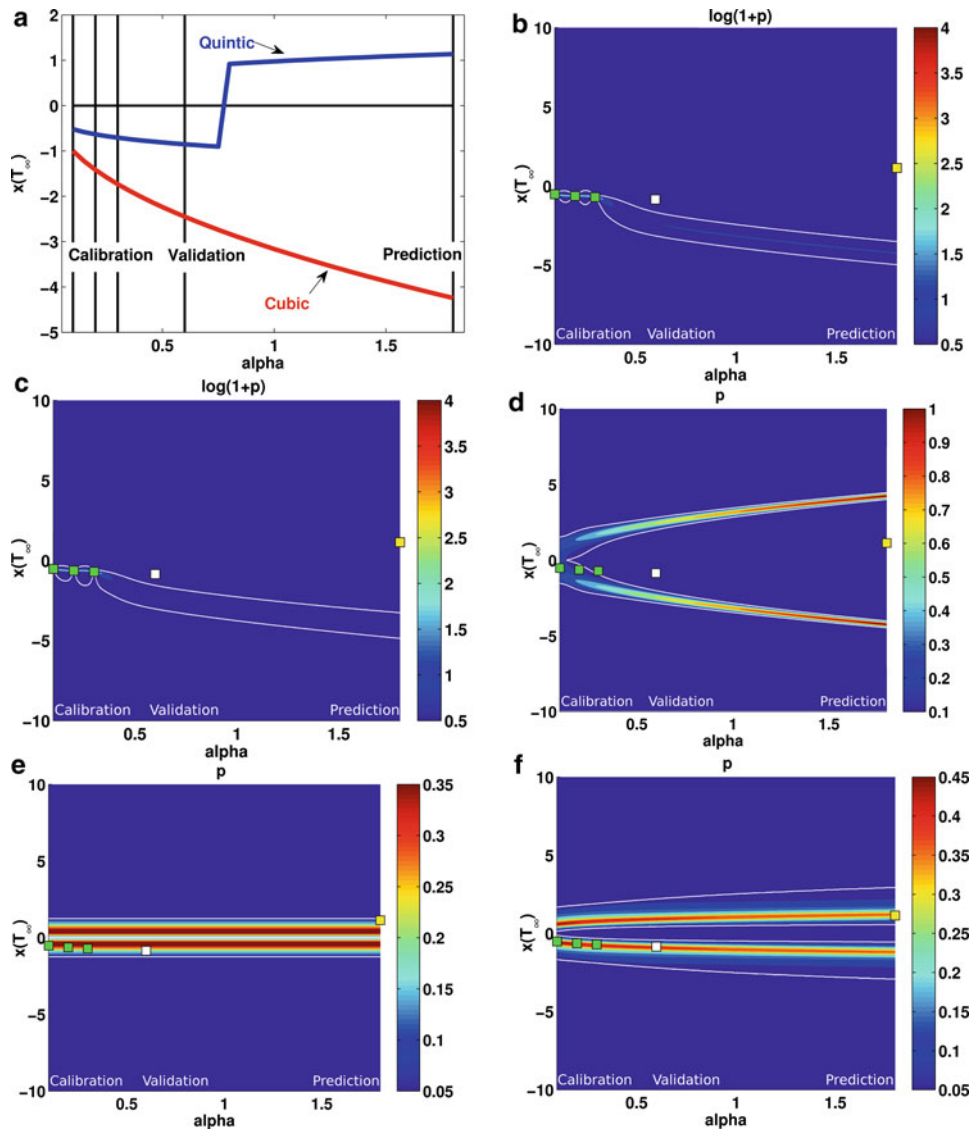 a
2
1
0
−1
−2
−3
−4
−5
Quintic
Calibration Validation Prediction
Cubic
0.5 1 1.5
alpha
x(T∞)
b
log(1+p)
10
5
0
−5
−10
x(T∞)
Calibration Validation Prediction
0.5 1 1.5
alpha
4
3.5
3
2.5
2
1.5
1
0.5
c
log(1+p)
10
5
0
−5
−10
x(T∞)
Calibration Validation Prediction
0.5 1 1.5
alpha
4
3.5
3
2.5
2
1.5
1
0.5
d
p
10
5
0
−5
−10
x(T∞)
Calibration Validation Prediction
0.5 1 1.5
alpha
1
0.9
0.8
0.7
0.6
0.5
0.4
0.3
0.2
0.1
e
p
10
5
0
−5
−10
x(T∞)
Calibration Validation Prediction
0.5 1 1.5
alpha
0.35
0.3
0.25
0.2
0.15
0.1
0.05
f
p
10
5
0
−5
−10
x(T∞)
Calibration Validation Prediction
0.5 1 1.5
alpha
0.45
0.4
0.35
0.3
0.25
0.2
0.15
0.1
0.05